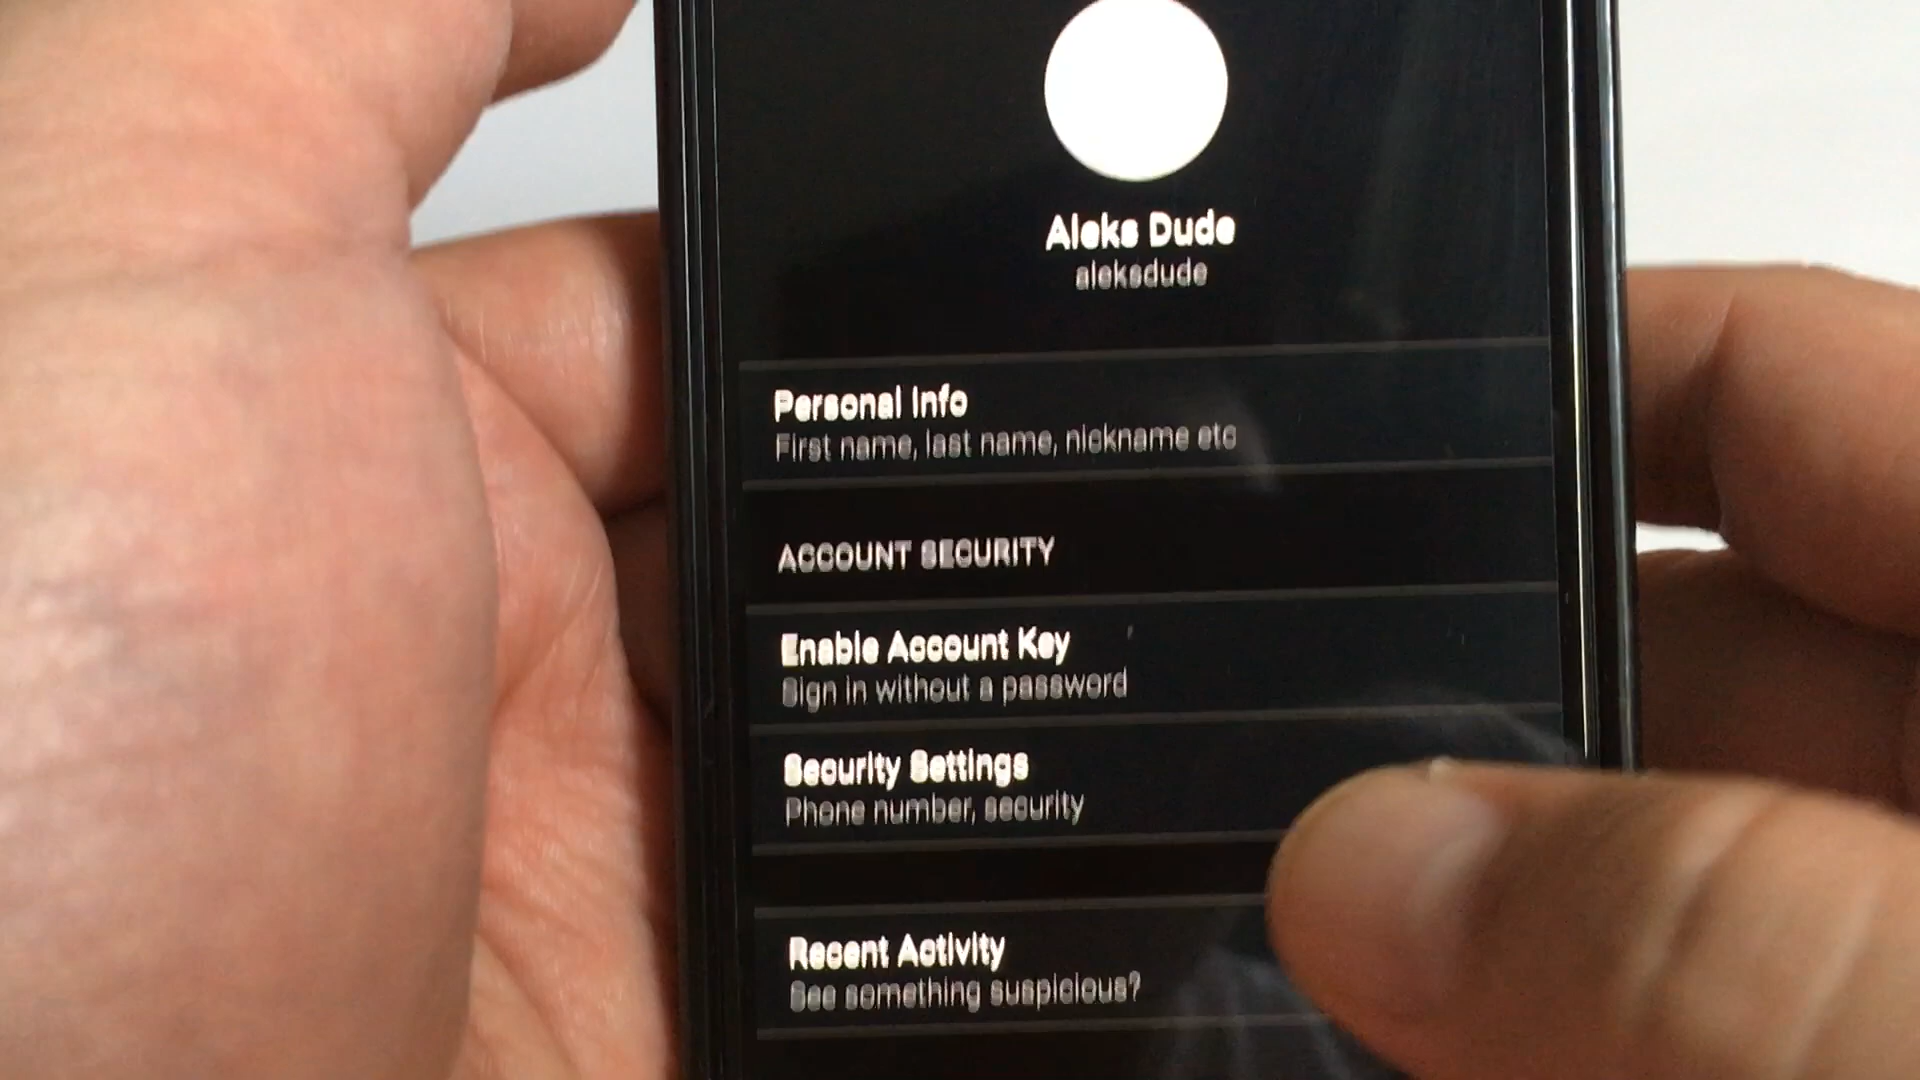 Aleks Dude
aleksdude
Personal Info
First name, last name, nickname etc
ACCOUNT SECURITY
Enable Account Key
Sign in without a password
Security Settings
Phone number, security
Recent Activity
See something suspicious?